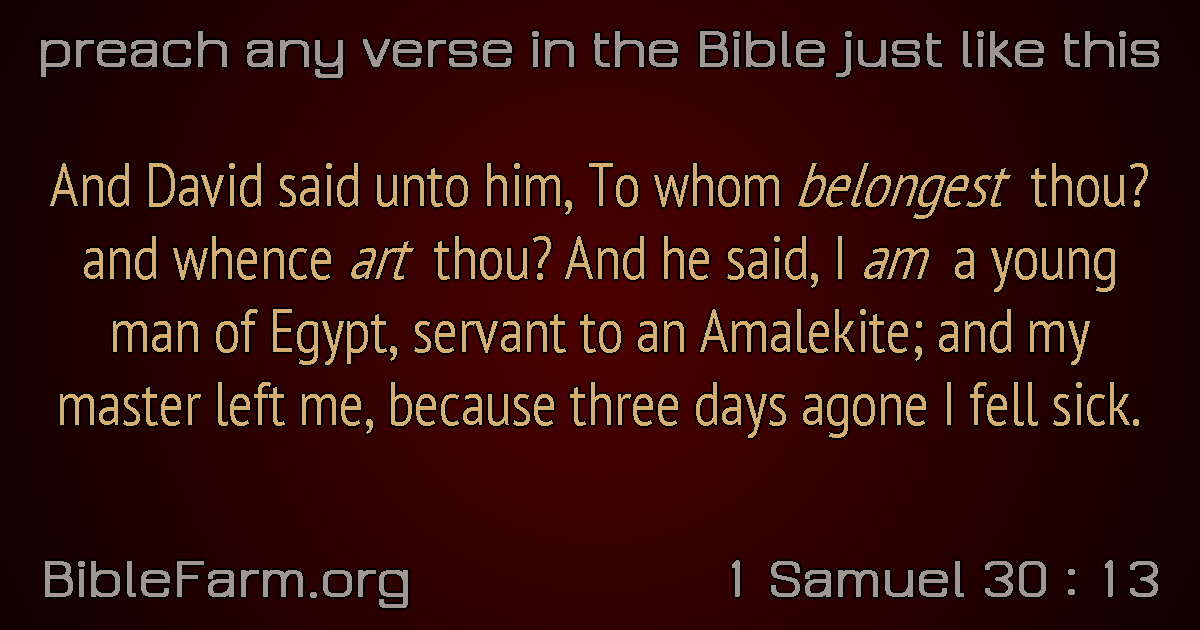 preach any verse in the Bible just like this
And David said unto him, To whom belongest thou?
and whence art thou? And he said, I am a young
man of Egypt, servant to an Amalekite; and my
master left me, because three days agone I fell sick.
BibleFarm.org
1 Samuel 30 : 13